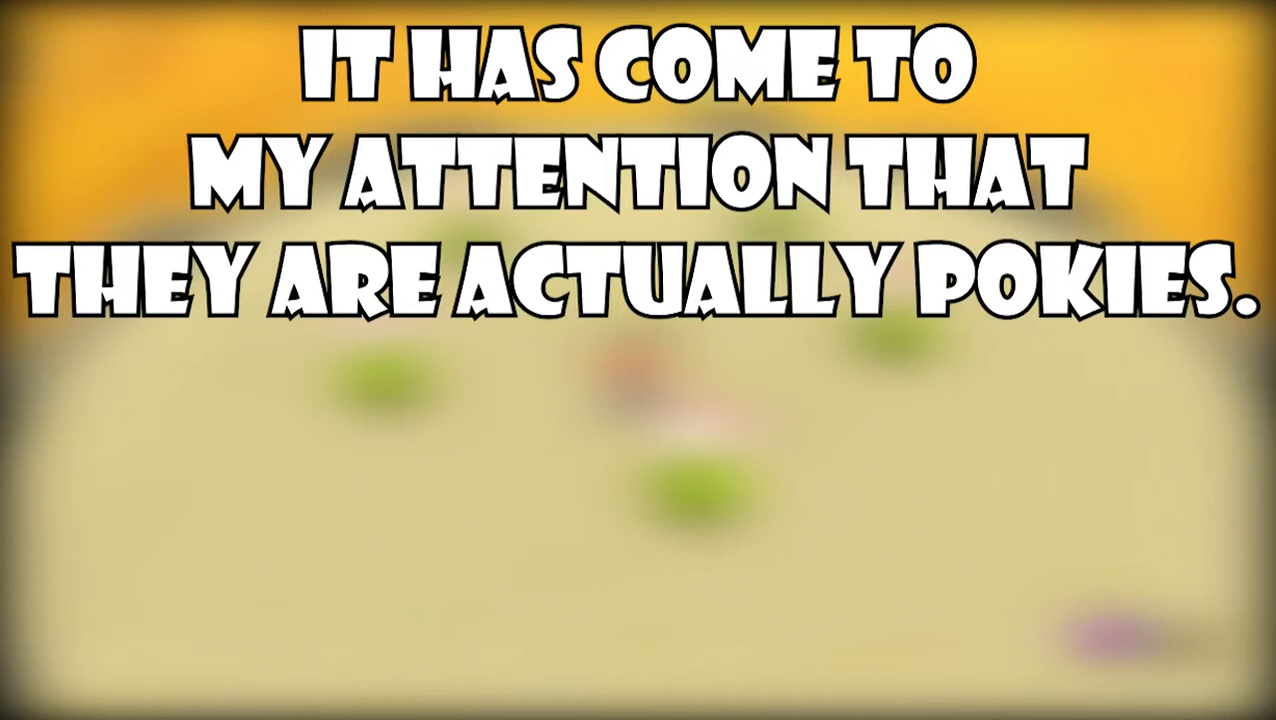 IT HAS COME TO
MY ATTENTION THAT
THEY ARE ACTUALLY POKIES.